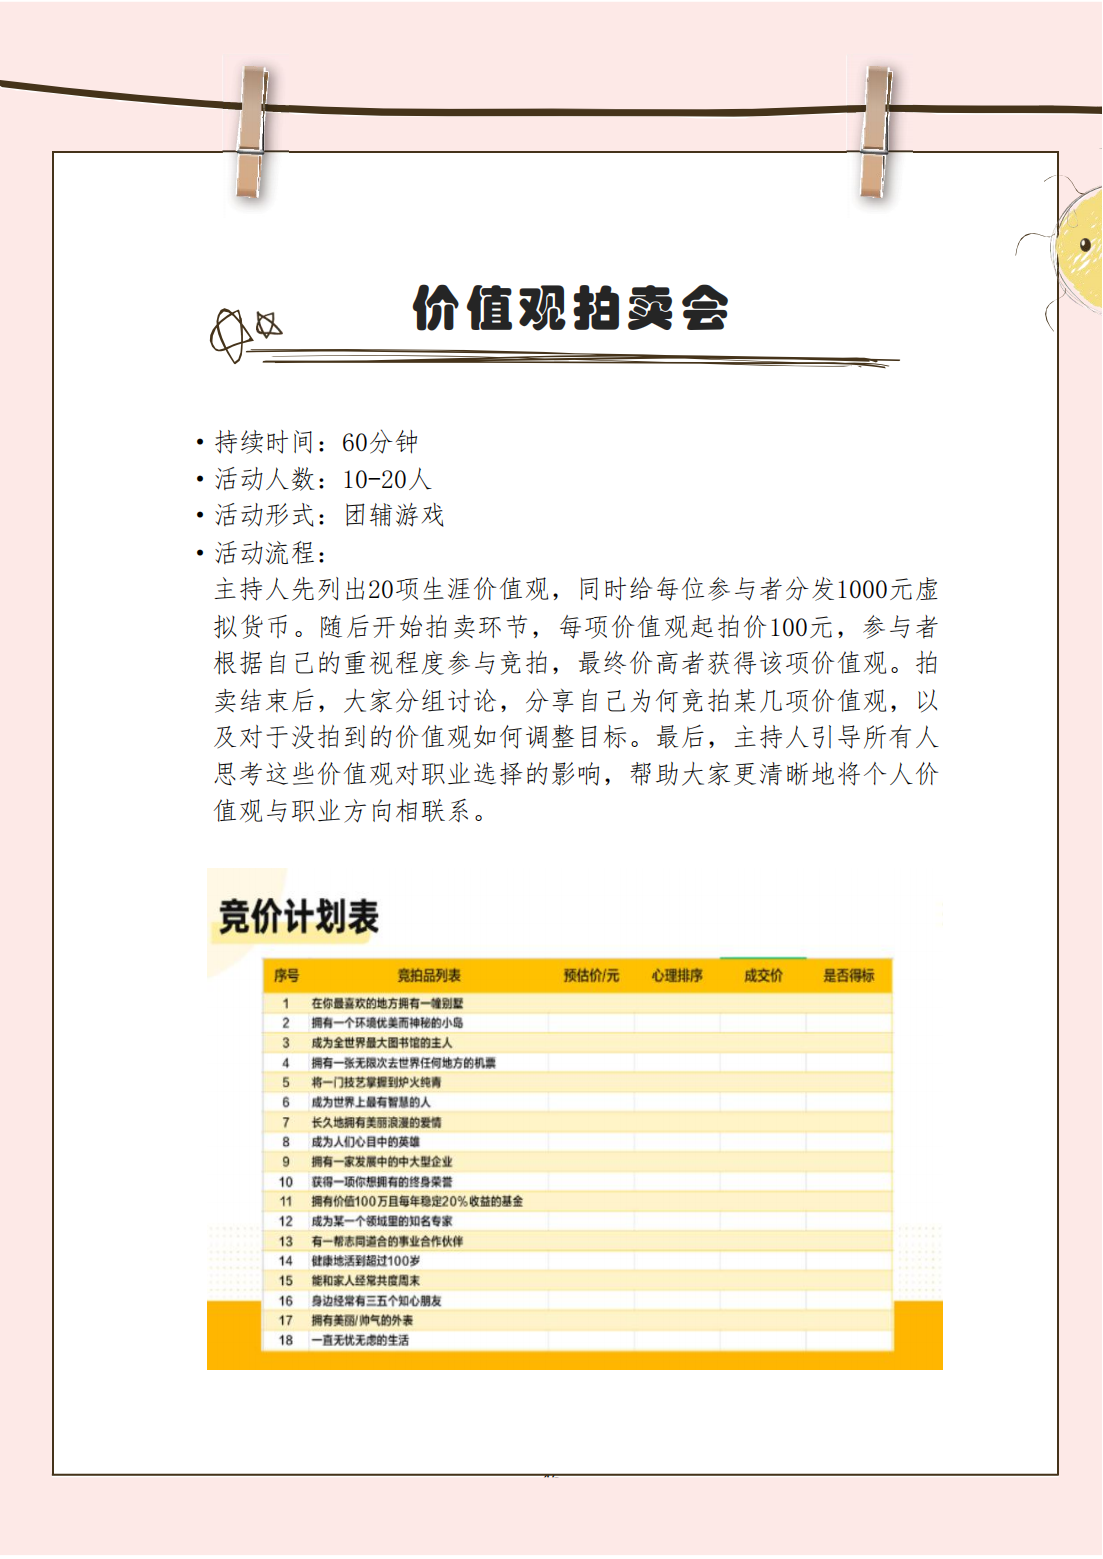 价值观拍卖会
• 持续时间：60分钟
• 活动人数：10-20人
• 活动形式：团辅游戏
• 活动流程：
主持人先列出20项生涯价值观，同时给每位参与者分发1000元虚
拟货币。随后开始拍卖环节，每项价值观起拍价100元，参与者
根据自己的重视程度参与竞拍，最终价高者获得该项价值观。拍
卖结束后，大家分组讨论，分享自己为何竞拍某几项价值观，以
及对于没拍到的价值观如何调整目标。最后，主持人引导所有人
思考这些价值观对职业选择的影响，帮助大家更清晰地将个人价
值观与职业方向相联系。
竞价计划表
序号 竞拍品列表 预估价/元 心理排序 成交价 是否得标
1 在你最喜欢的地方拥有一幢别墅
2 拥有一个环境优美而神秘的小岛
3 成为全世界最大图书馆的主人
4 拥有一张无限次去世界任何地方的机票
5 将一门技艺掌握到炉火纯青
6 成为世界上最有智慧的人
7 长久地拥有美丽浪漫的爱情
8 成为人们心目中的英雄
9 拥有一家发展中的中大型企业
10 获得一项你想拥有的终身荣誉
11 拥有价值100万且每年稳定20%收益的基金
12 成为某一个领域里的知名专家
13 有一帮志同道合的事业合作伙伴
14 健康地活到超过100岁
15 能和家人经常共度周末
16 身边经常有三五个知心朋友
17 拥有美丽/帅气的外表
18 一直无忧无虑的生活